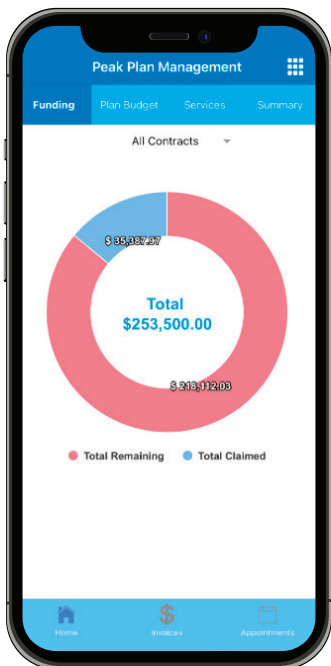 Peak Plan Management
Funding Plan Budget Services Summary
All Contracts
$ 35,387.97
Total
$253,500.00
$ 218,112.03
Total Remaining Total Claimed
Home Invoices Appointments